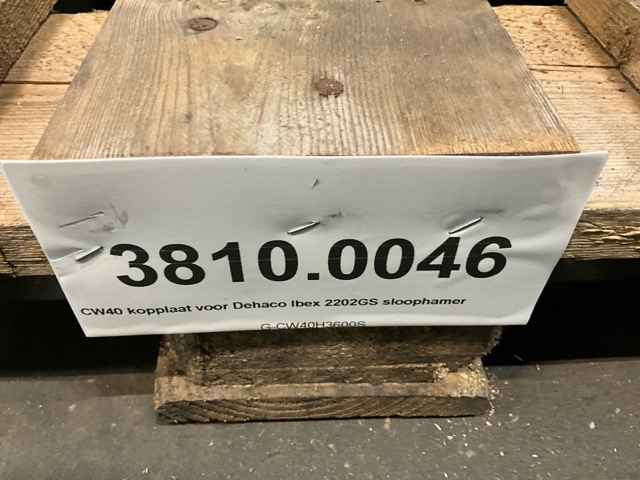 3810.0046
CW40 kopplaat voor Dehaco Ibex 2202GS sloophamer
G-CW40H3600S